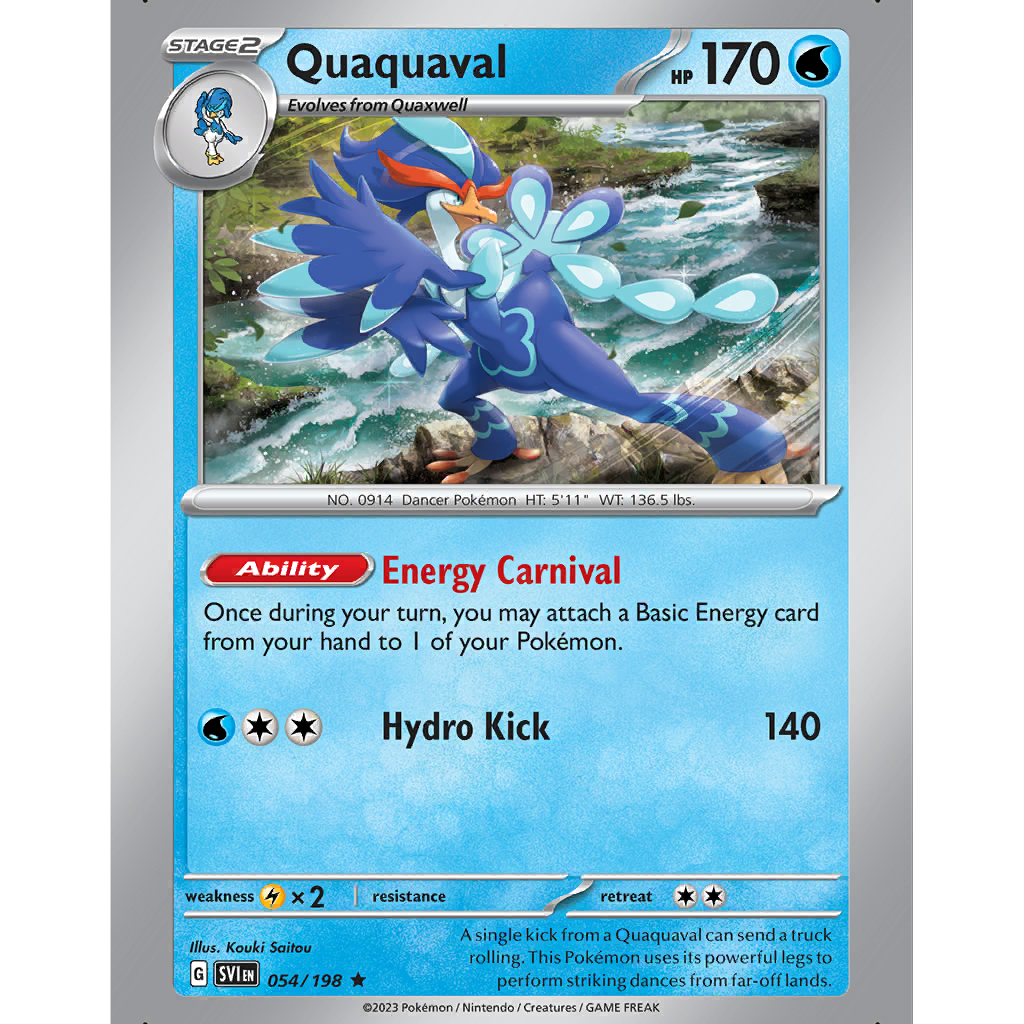 STAGE2
Quaquaval
HP 170
Evolves from Quaxwell
NO. 0914 Dancer Pokémon HT: 5'11" WT: 136.5 lbs.
Ability Energy Carnival
Once during your turn, you may attach a Basic Energy card
from your hand to 1 of your Pokémon.
Hydro Kick 140
weakness ×2 resistance retreat
Illus. Kouki Saitou
A single kick from a Quaquaval can send a truck
rolling. This Pokémon uses its powerful legs to
perform striking dances from far-off lands.
G SVI EN 054/198 ★
©2023 Pokémon / Nintendo / Creatures / GAME FREAK